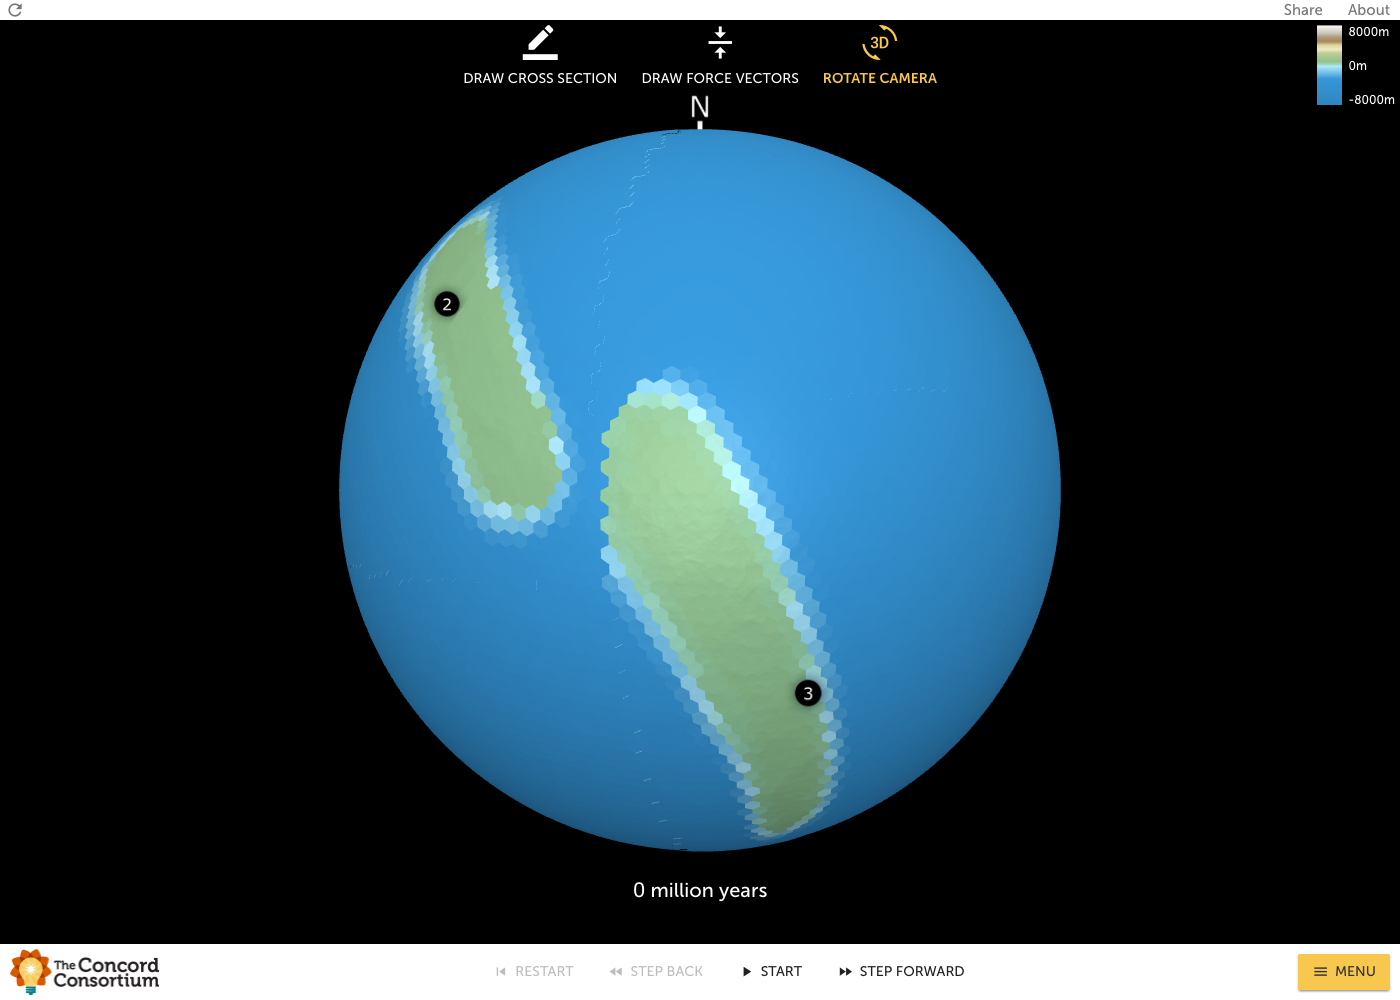 Share About
8000m
0m
-8000m
3D
DRAW CROSS SECTION DRAW FORCE VECTORS ROTATE CAMERA
N
2
3
0 million years
The Concord
Consortium
RESTART STEP BACK START STEP FORWARD MENU